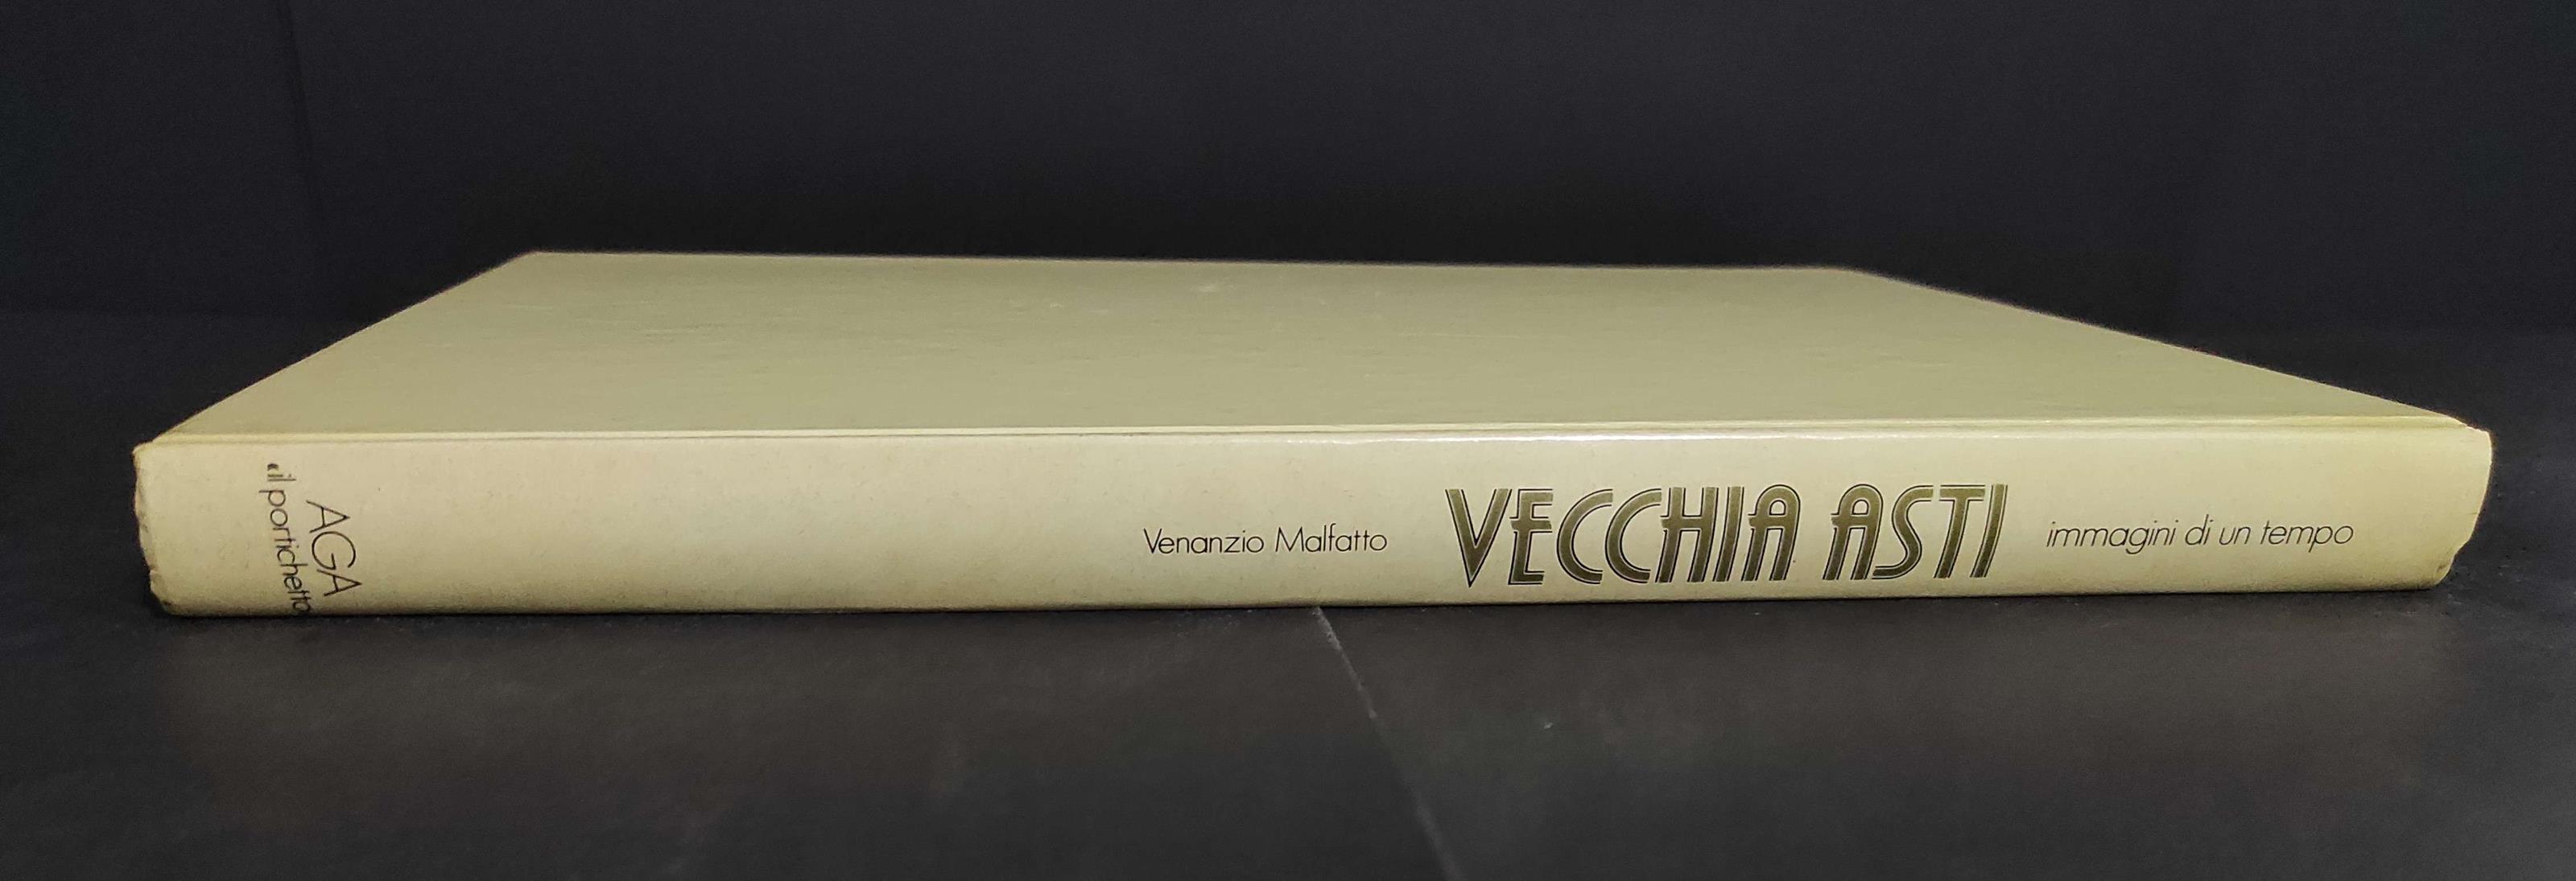 AGA
«il portichetto
Venanzio Malfatto
VECCHIA ASTI
immagini di un tempo